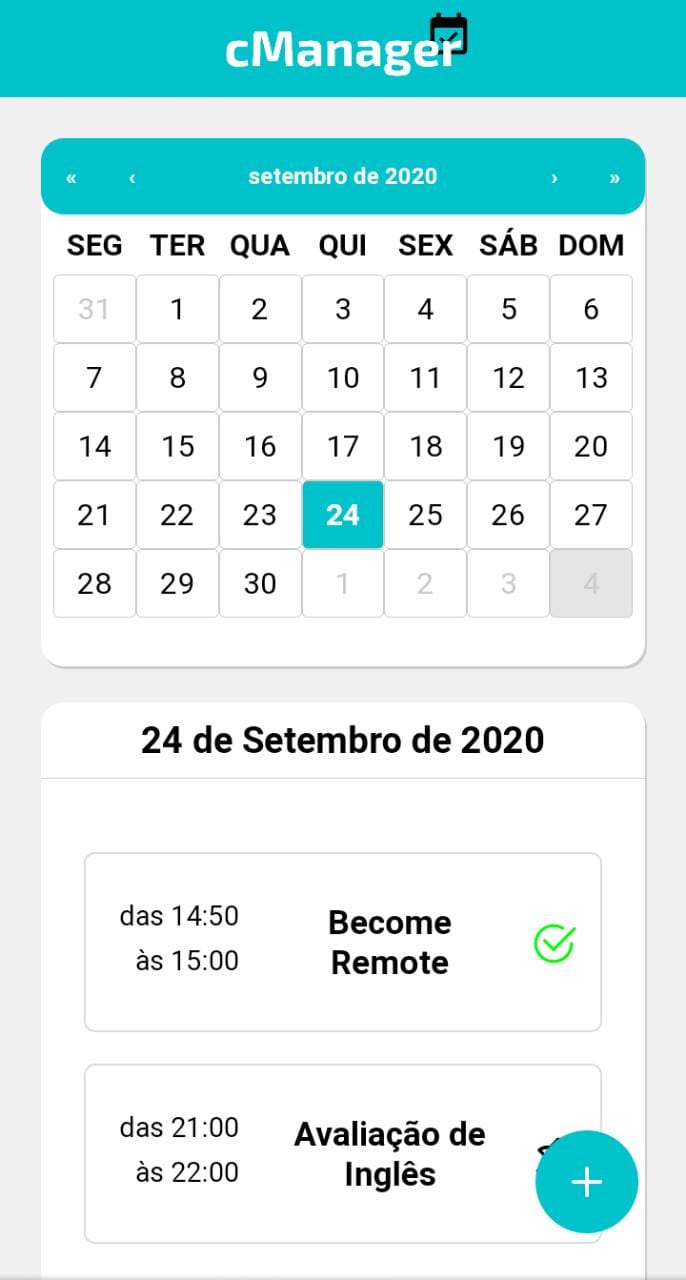 cManager
« ‹ setembro de 2020 › »
SEG TER QUA QUI SEX SÁB DOM
31 1 2 3 4 5 6
7 8 9 10 11 12 13
14 15 16 17 18 19 20
21 22 23 24 25 26 27
28 29 30 1 2 3 4
24 de Setembro de 2020
das 14:50
às 15:00
Become
Remote
das 21:00
às 22:00
Avaliação de
Inglês
+